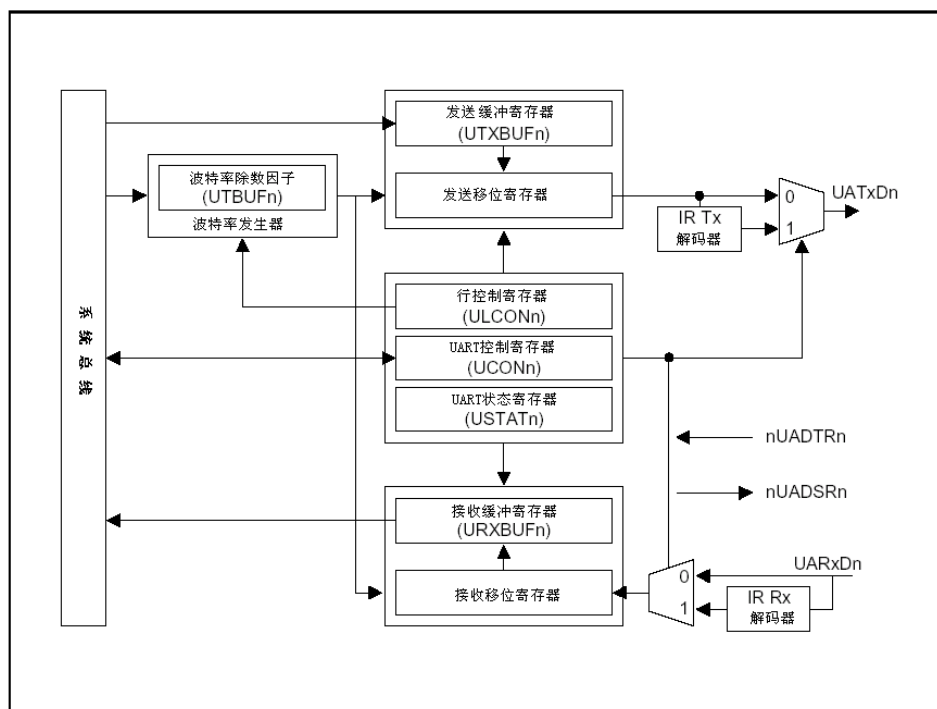 系统总线
发送缓冲寄存器
(UTXBUFn)
波特率除数因子
(UTBUFn)
波特率发生器
发送移位寄存器
0
1
UATxDn
IR Tx
解码器
行控制寄存器
(ULCONn)
UART控制寄存器
(UCONn)
UART状态寄存器
(USTATn)
nUADTRn
nUADSRn
接收缓冲寄存器
(URXBUFn)
接收移位寄存器
0
1
UARxDn
IR Rx
解码器